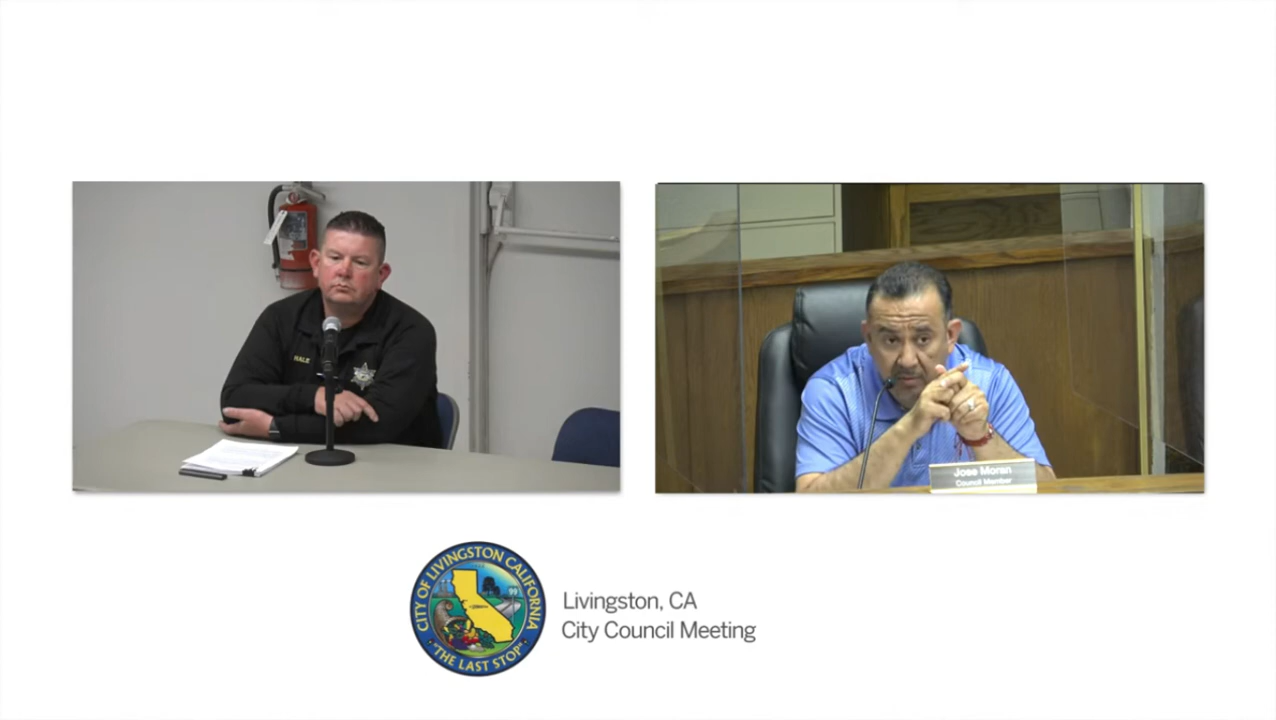 HALE
Jose Moran
Council Member
CITY OF LIVINGSTON CALIFORNIA
99
"THE LAST STOP"
Livingston, CA
City Council Meeting